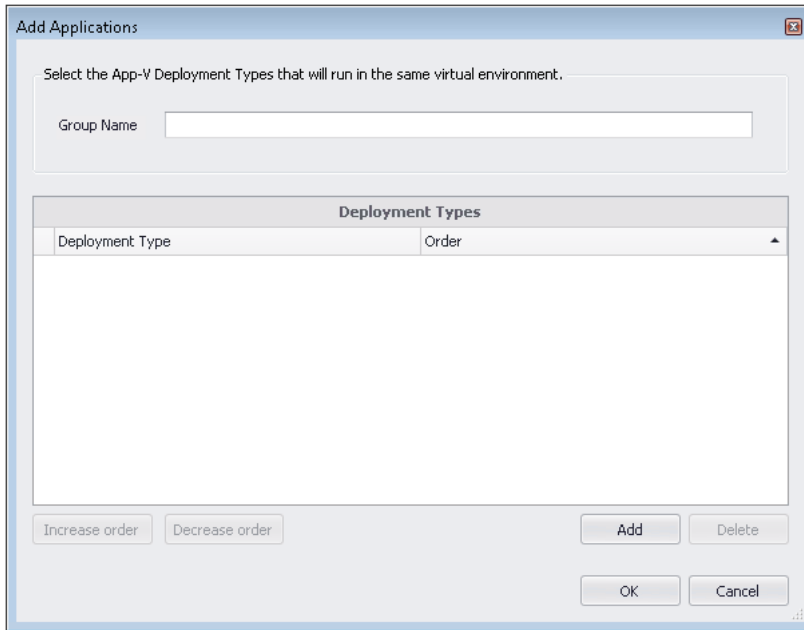 Add Applications
Select the App-V Deployment Types that will run in the same virtual environment.
Group Name
Deployment Types
Deployment Type Order
Increase order Decrease order Add Delete
OK Cancel